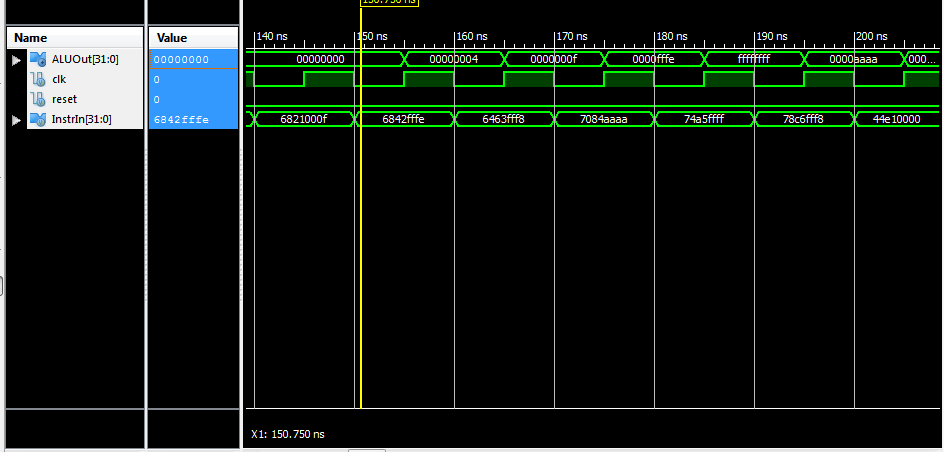 150.750 ns
Name Value
140 ns 150 ns 160 ns 170 ns 180 ns 190 ns 200 ns
ALUOut[31:0] 00000000 00000000 00000004 0000000f 0000fffe ffffffff 0000aaaa 000...
clk 0
reset 0
InstrIn[31:0] 6842fffe 6821000f 6842fffe 6463fff8 7084aaaa 74a5ffff 78c6fff8 44e10000
X1: 150.750 ns